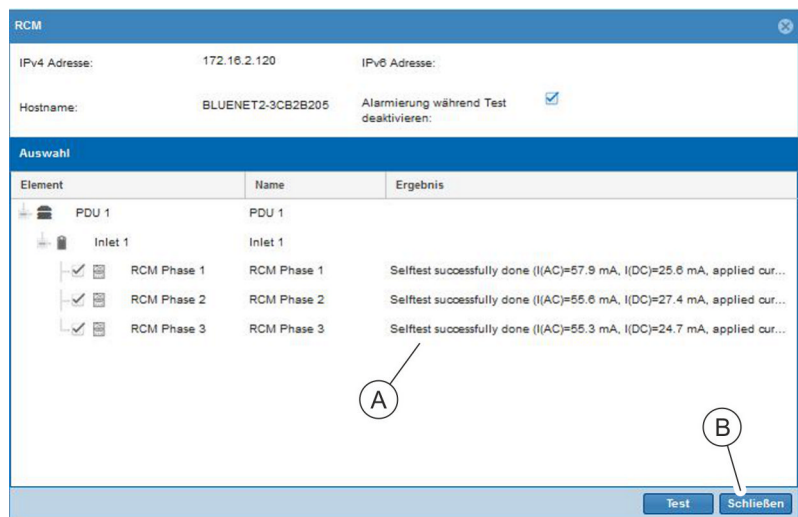 RCM
IPv4 Adresse: 172.16.2.120 IPv6 Adresse:
Hostname: BLUENET2-3CB2B205 Alarmierung während Test
deaktivieren:
Auswahl
Element Name Ergebnis
PDU 1 PDU 1
Inlet 1 Inlet 1
RCM Phase 1 RCM Phase 1 Selftest successfully done (I(AC)=57.9 mA, I(DC)=25.6 mA, applied cur...
RCM Phase 2 RCM Phase 2 Selftest successfully done (I(AC)=55.6 mA, I(DC)=27.4 mA, applied cur...
RCM Phase 3 RCM Phase 3 Selftest successfully done (I(AC)=55.3 mA, I(DC)=24.7 mA, applied cur...
A
B
Test Schließen